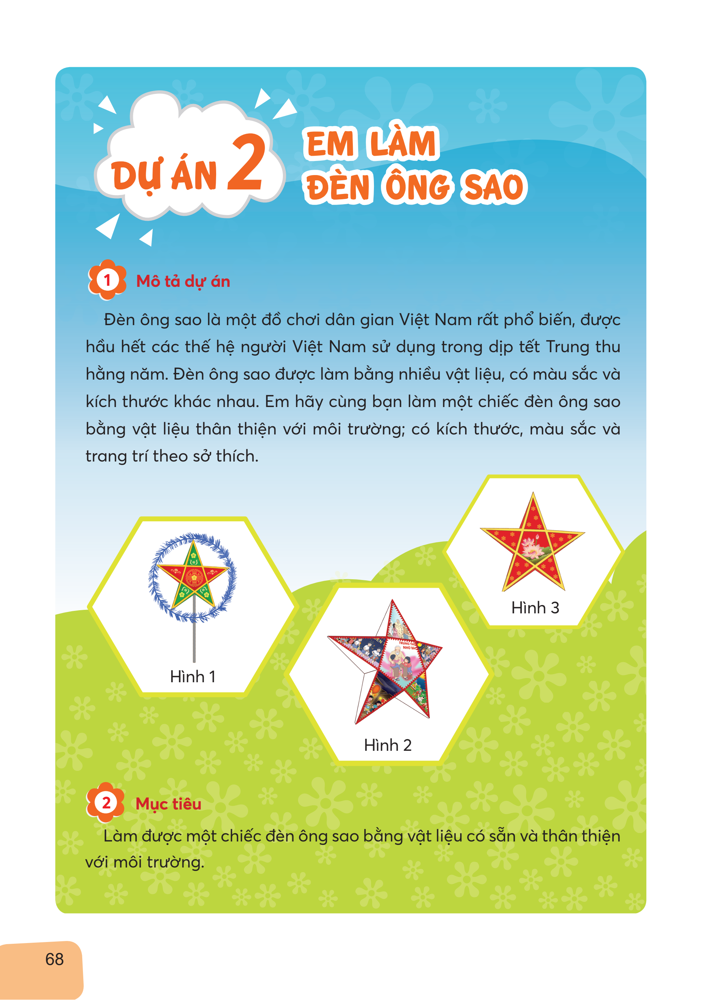 DỰ ÁN 2
EM LÀM
ĐÈN ÔNG SAO
1 Mô tả dự án
Đèn ông sao là một đồ chơi dân gian Việt Nam rất phổ biến, được
hầu hết các thế hệ người Việt Nam sử dụng trong dịp tết Trung thu
hằng năm. Đèn ông sao được làm bằng nhiều vật liệu, có màu sắc và
kích thước khác nhau. Em hãy cùng bạn làm một chiếc đèn ông sao
bằng vật liệu thân thiện với môi trường; có kích thước, màu sắc và
trang trí theo sở thích.
Hình 3
TRUNG
NHỚ BÁC
Hình 1
Hình 2
2 Mục tiêu
Làm được một chiếc đèn ông sao bằng vật liệu có sẵn và thân thiện
với môi trường.
68